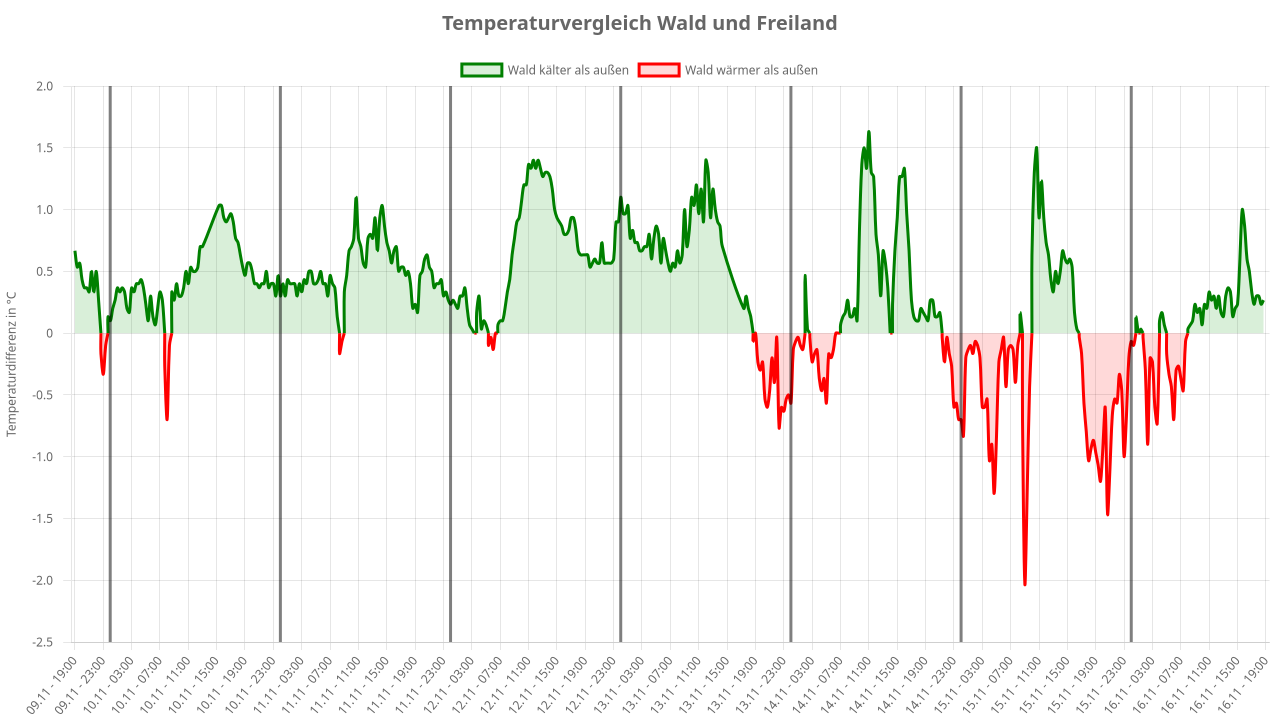 Temperaturvergleich Wald und Freiland
Wald kälter als außen
Wald wärmer als außen
Temperaturdifferenz in °C
2.0
1.5
1.0
0.5
0
-0.5
-1.0
-1.5
-2.0
-2.5
09.11 - 19:00
09.11 - 23:00
10.11 - 03:00
10.11 - 07:00
10.11 - 11:00
10.11 - 15:00
10.11 - 19:00
10.11 - 23:00
11.11 - 03:00
11.11 - 07:00
11.11 - 11:00
11.11 - 15:00
11.11 - 19:00
11.11 - 23:00
12.11 - 03:00
12.11 - 07:00
12.11 - 11:00
12.11 - 15:00
12.11 - 19:00
12.11 - 23:00
13.11 - 03:00
13.11 - 07:00
13.11 - 11:00
13.11 - 15:00
13.11 - 19:00
13.11 - 23:00
14.11 - 03:00
14.11 - 07:00
14.11 - 11:00
14.11 - 15:00
14.11 - 19:00
14.11 - 23:00
15.11 - 03:00
15.11 - 07:00
15.11 - 11:00
15.11 - 15:00
15.11 - 19:00
15.11 - 23:00
16.11 - 03:00
16.11 - 07:00
16.11 - 11:00
16.11 - 15:00
16.11 - 19:00